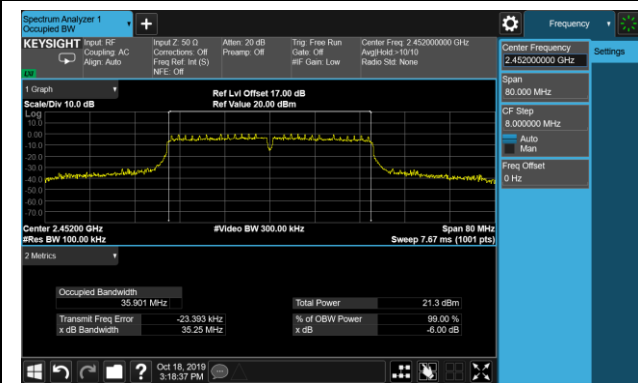 Spectrum Analyzer 1
Occupied BW
Frequency
KEYSIGHT
Input: RF
Coupling: AC
Align: Auto
Input Z: 50 Ω
Corrections: Off
Freq Ref: Int (S)
NFE: Off
Atten: 20 dB
Preamp: Off
Trig: Free Run
Gate: Off
#IF Gain: Low
Center Freq: 2.452000000 GHz
Avg|Hold:>10/10
Radio Std: None
Center Frequency
2.452000000 GHz
Settings
Span
80.000 MHz
CF Step
8.000000 MHz
Auto
Man
Freq Offset
0 Hz
1 Graph
Scale/Div 10.0 dB
Ref Lvl Offset 17.00 dB
Ref Value 20.00 dBm
Log
10.0
0.00
-10.0
-20.0
-30.0
-40.0
-50.0
-60.0
-70.0
Center 2.45200 GHz
#Video BW 300.00 kHz
Span 80 MHz
#Res BW 100.00 kHz
Sweep 7.67 ms (1001 pts)
2 Metrics
Occupied Bandwidth
35.901 MHz
Total Power
21.3 dBm
Transmit Freq Error
-23.393 kHz
% of OBW Power
99.00 %
x dB Bandwidth
35.25 MHz
x dB
-6.00 dB
?
Oct 18, 2019
3:18:37 PM